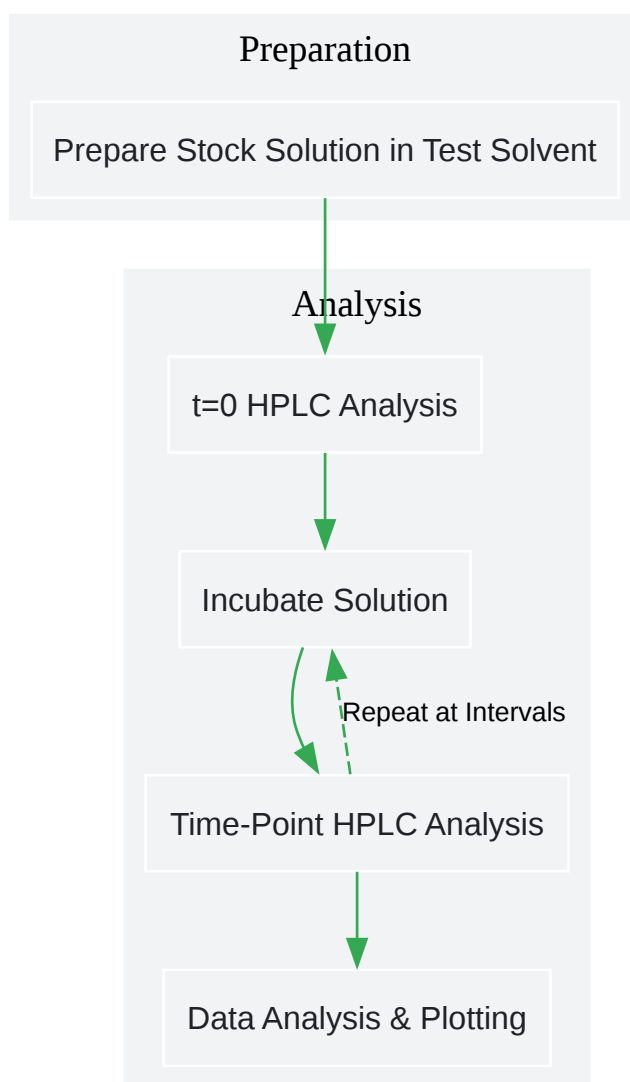 Preparation
Prepare Stock Solution in Test Solvent
Analysis
t=0 HPLC Analysis
Incubate Solution
Repeat at Intervals
Time-Point HPLC Analysis
Data Analysis & Plotting